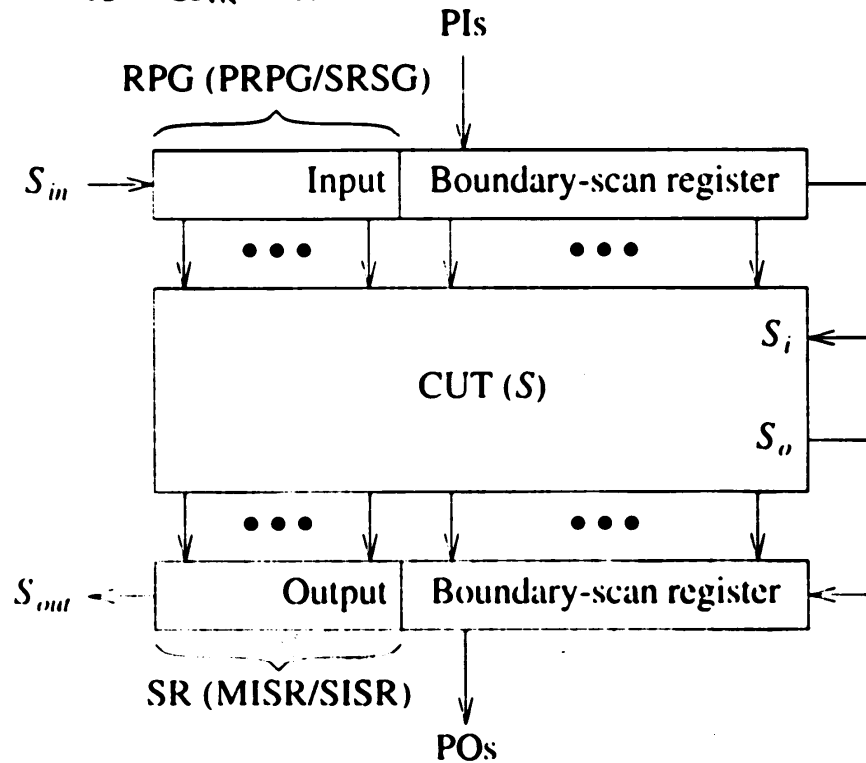 PIs
RPG (PRPG/SRSG)
S_in
Input
Boundary-scan register
S_i
CUT (S)
S_o
S_out
Output
Boundary-scan register
SR (MISR/SISR)
POs